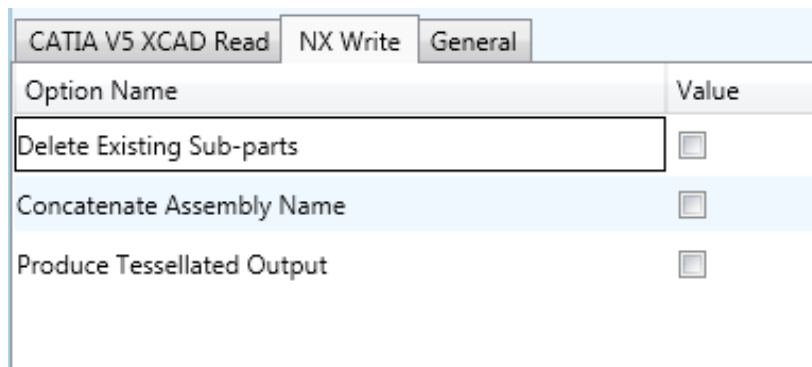 CATIA V5 XCAD Read NX Write General
Option Name Value
Delete Existing Sub-parts
Concatenate Assembly Name
Produce Tessellated Output